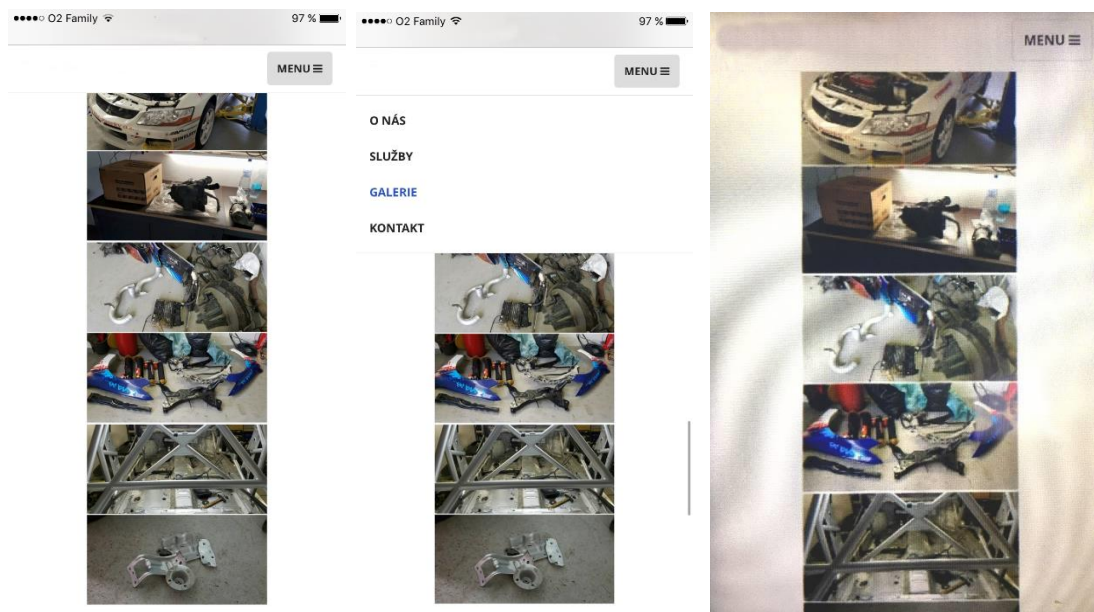 O2 Family
97 %
MENU
O2 Family
97 %
MENU
O NÁS
SLUŽBY
GALERIE
KONTAKT
MENU